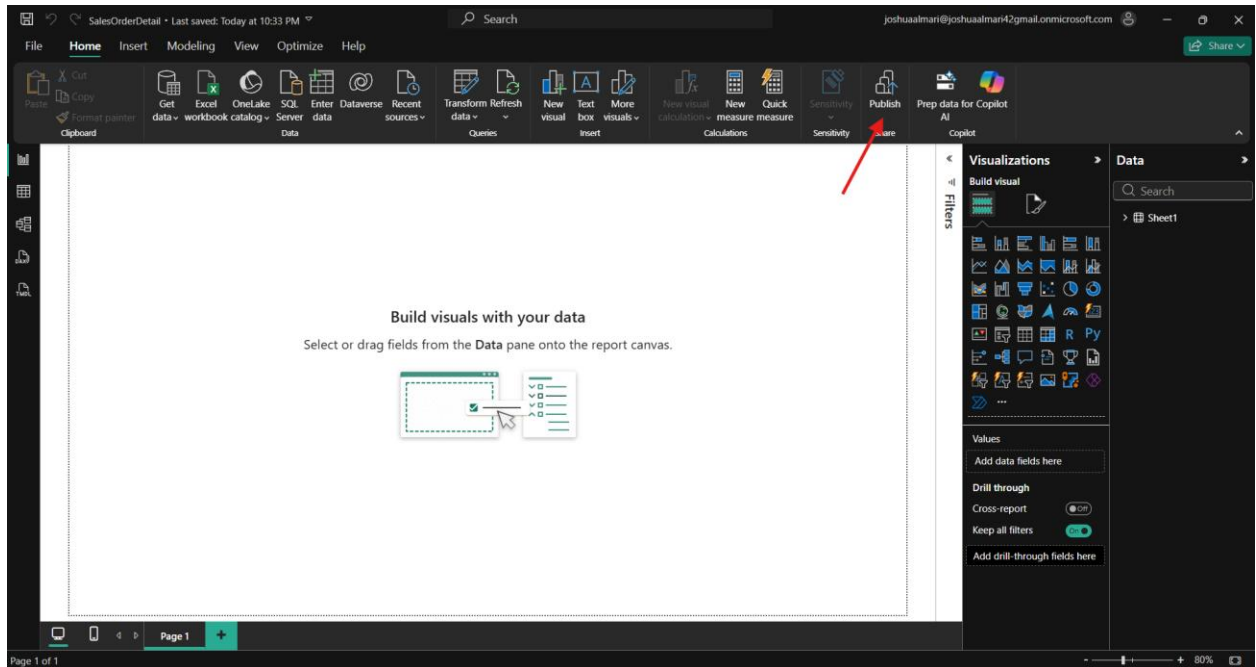 SalesOrderDetail • Last saved: Today at 10:33 PM
Search
joshuaalmari@joshuaalmari42gmail.onmicrosoft.com
File Home Insert Modeling View Optimize Help
Share
Paste
Cut
Copy
Format painter
Clipboard
Get data
Excel workbook
OneLake catalog
SQL Server
Enter data
Dataverse
Recent sources
Data
Transform data
Refresh
Queries
New visual
Text box
More visuals
Insert
New visual calculation
New measure
Quick measure
Calculations
Sensitivity
Sensitivity
Publish
Share
Prep data for AI
Copilot
Copilot
Filters
Visualizations
Build visual
R Py
Values
Add data fields here
Drill through
Cross-report
Off
Keep all filters
On
Add drill-through fields here
Data
Search
Sheet1
DAX
TMDL
Build visuals with your data
Select or drag fields from the Data pane onto the report canvas.
Page 1
+
Page 1 of 1
- + 80%